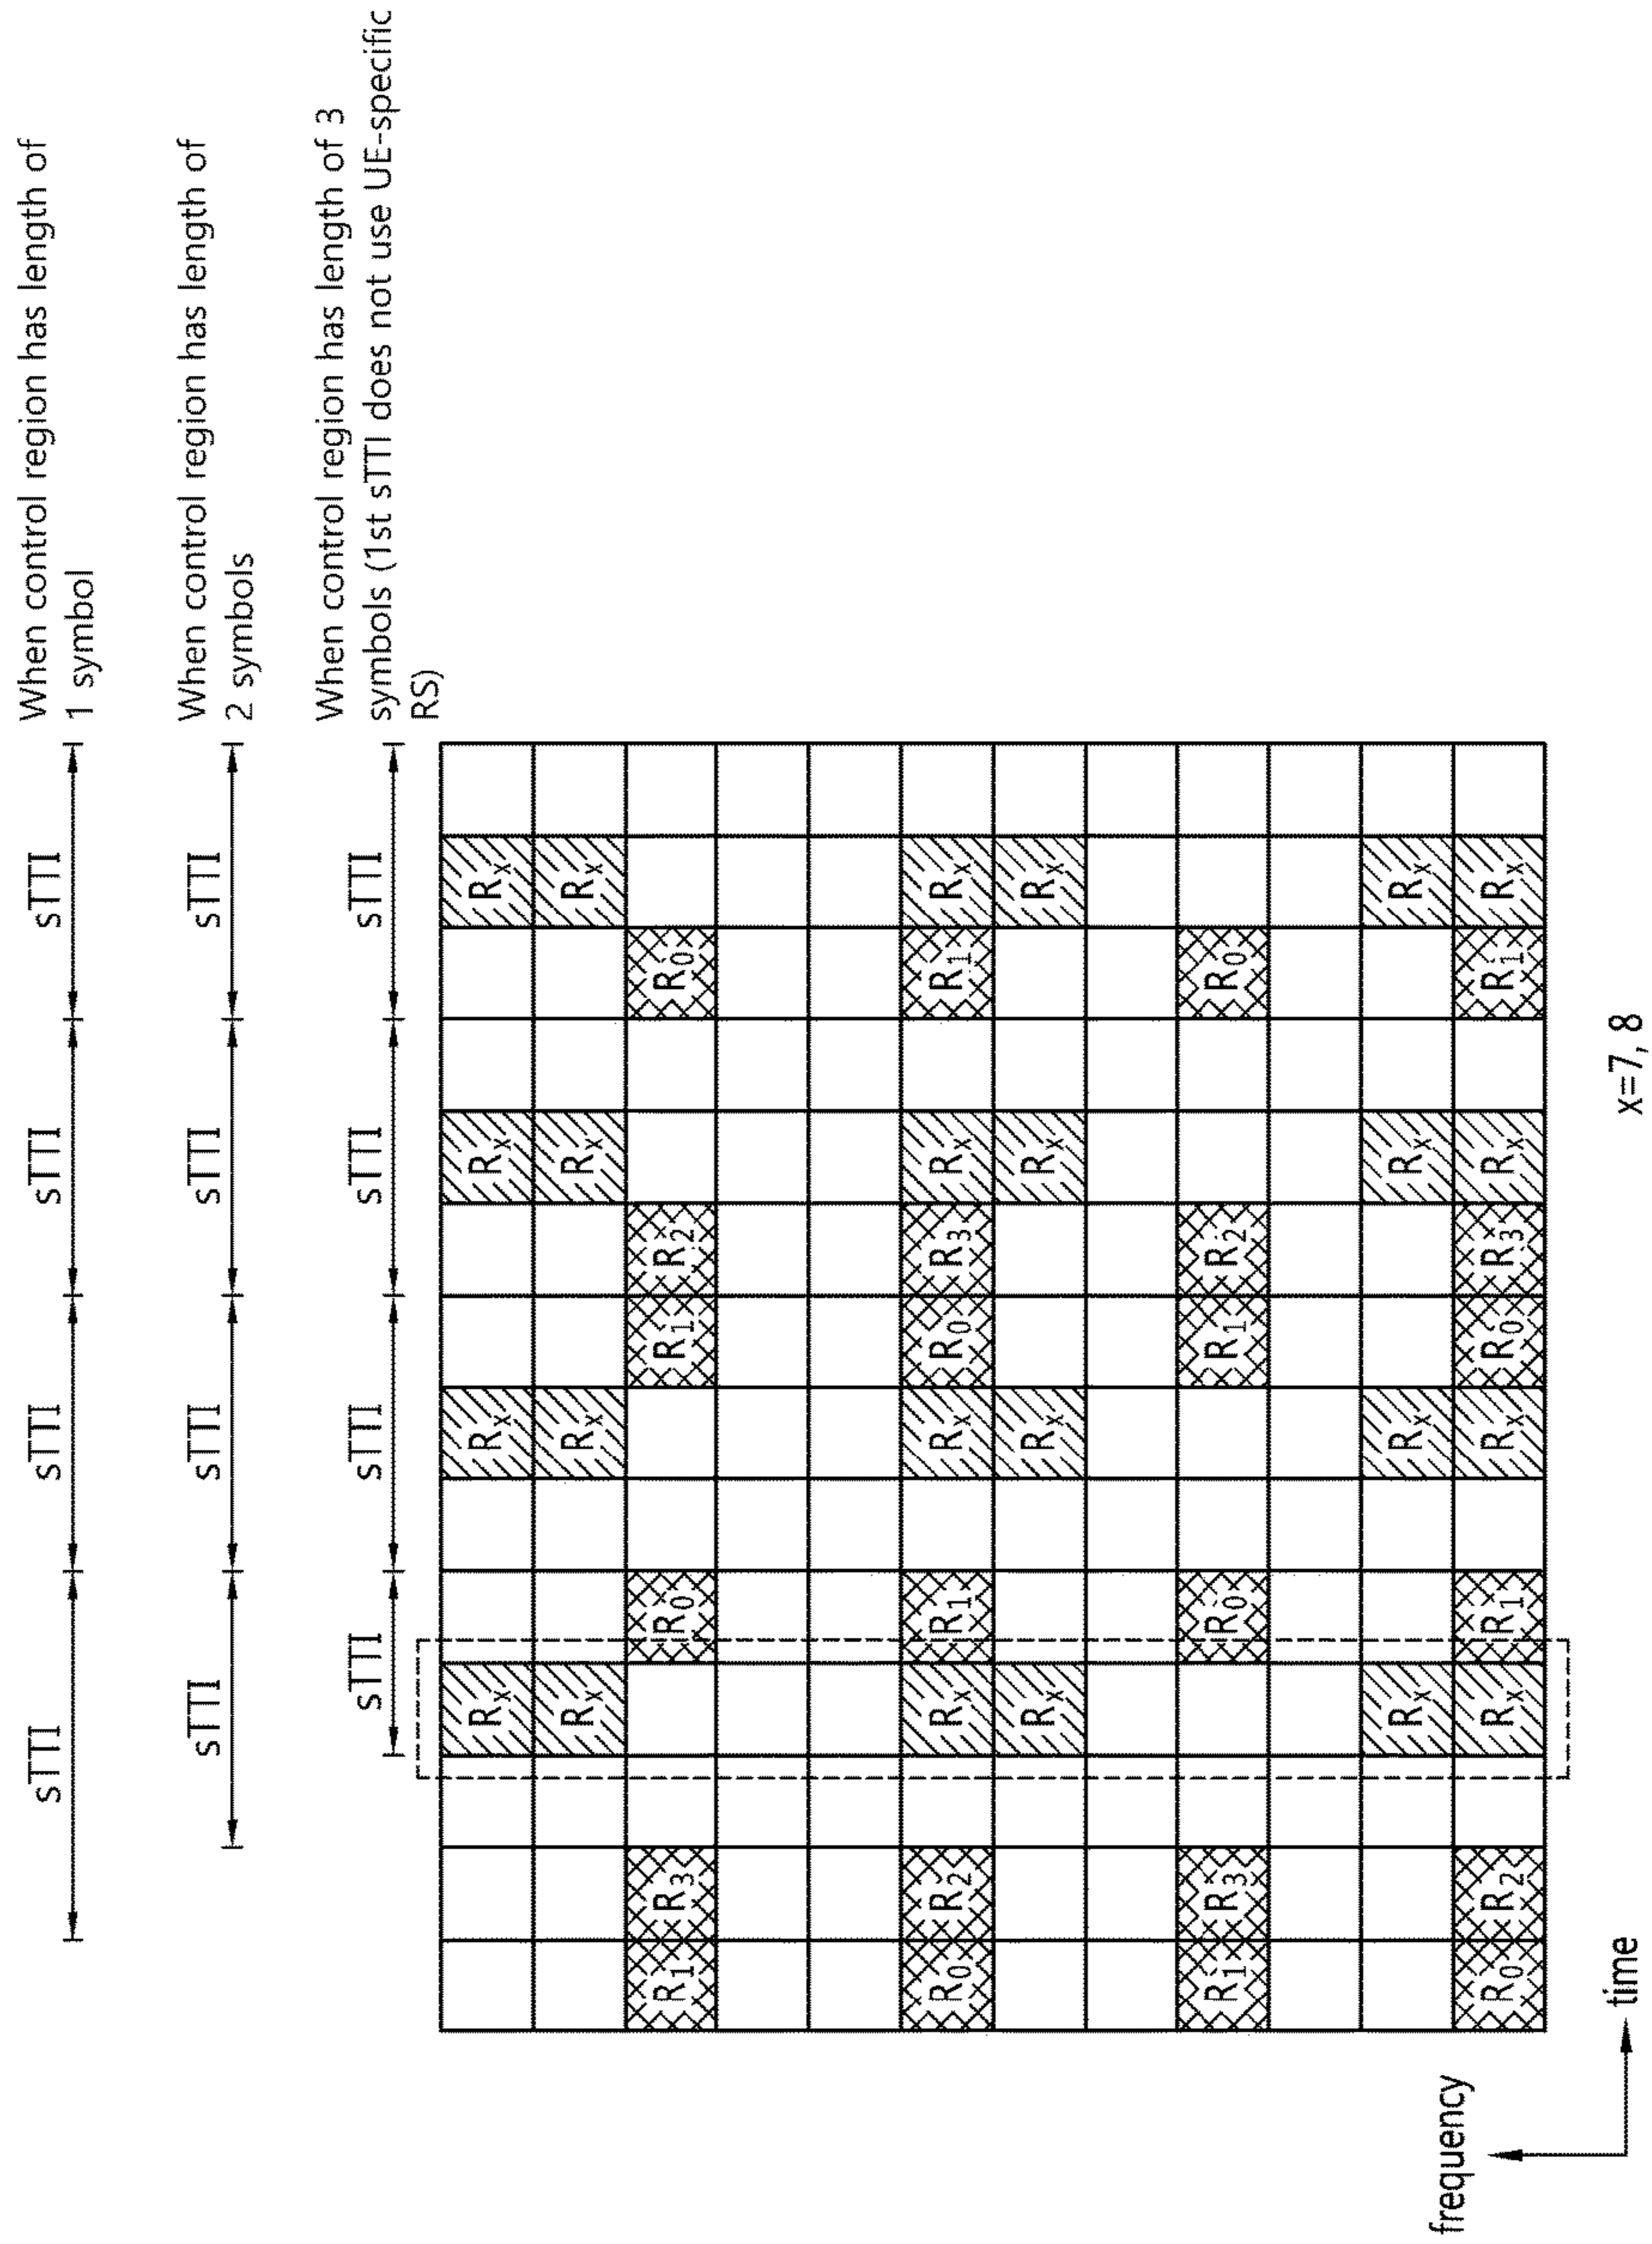 sTTI sTTI sTTI sTTI When control region has length of
1 symbol
sTTI sTTI sTTI sTTI When control region has length of
2 symbols
sTTI sTTI sTTI sTTI When control region has length of 3
symbols (1st sTTI does not use UE-specific
RS)
Rx Rx Rx Rx
Rx Rx Rx Rx
R1 R3 R0 R1 R2 R0
R0 R2 Rx R1 Rx R0 R3 Rx R1 Rx
Rx Rx Rx Rx
R1 R3 R0 R1 R2 R0
Rx Rx Rx Rx
R0 R2 Rx R1 Rx R0 R3 Rx R1 Rx
frequency
time
x=7, 8